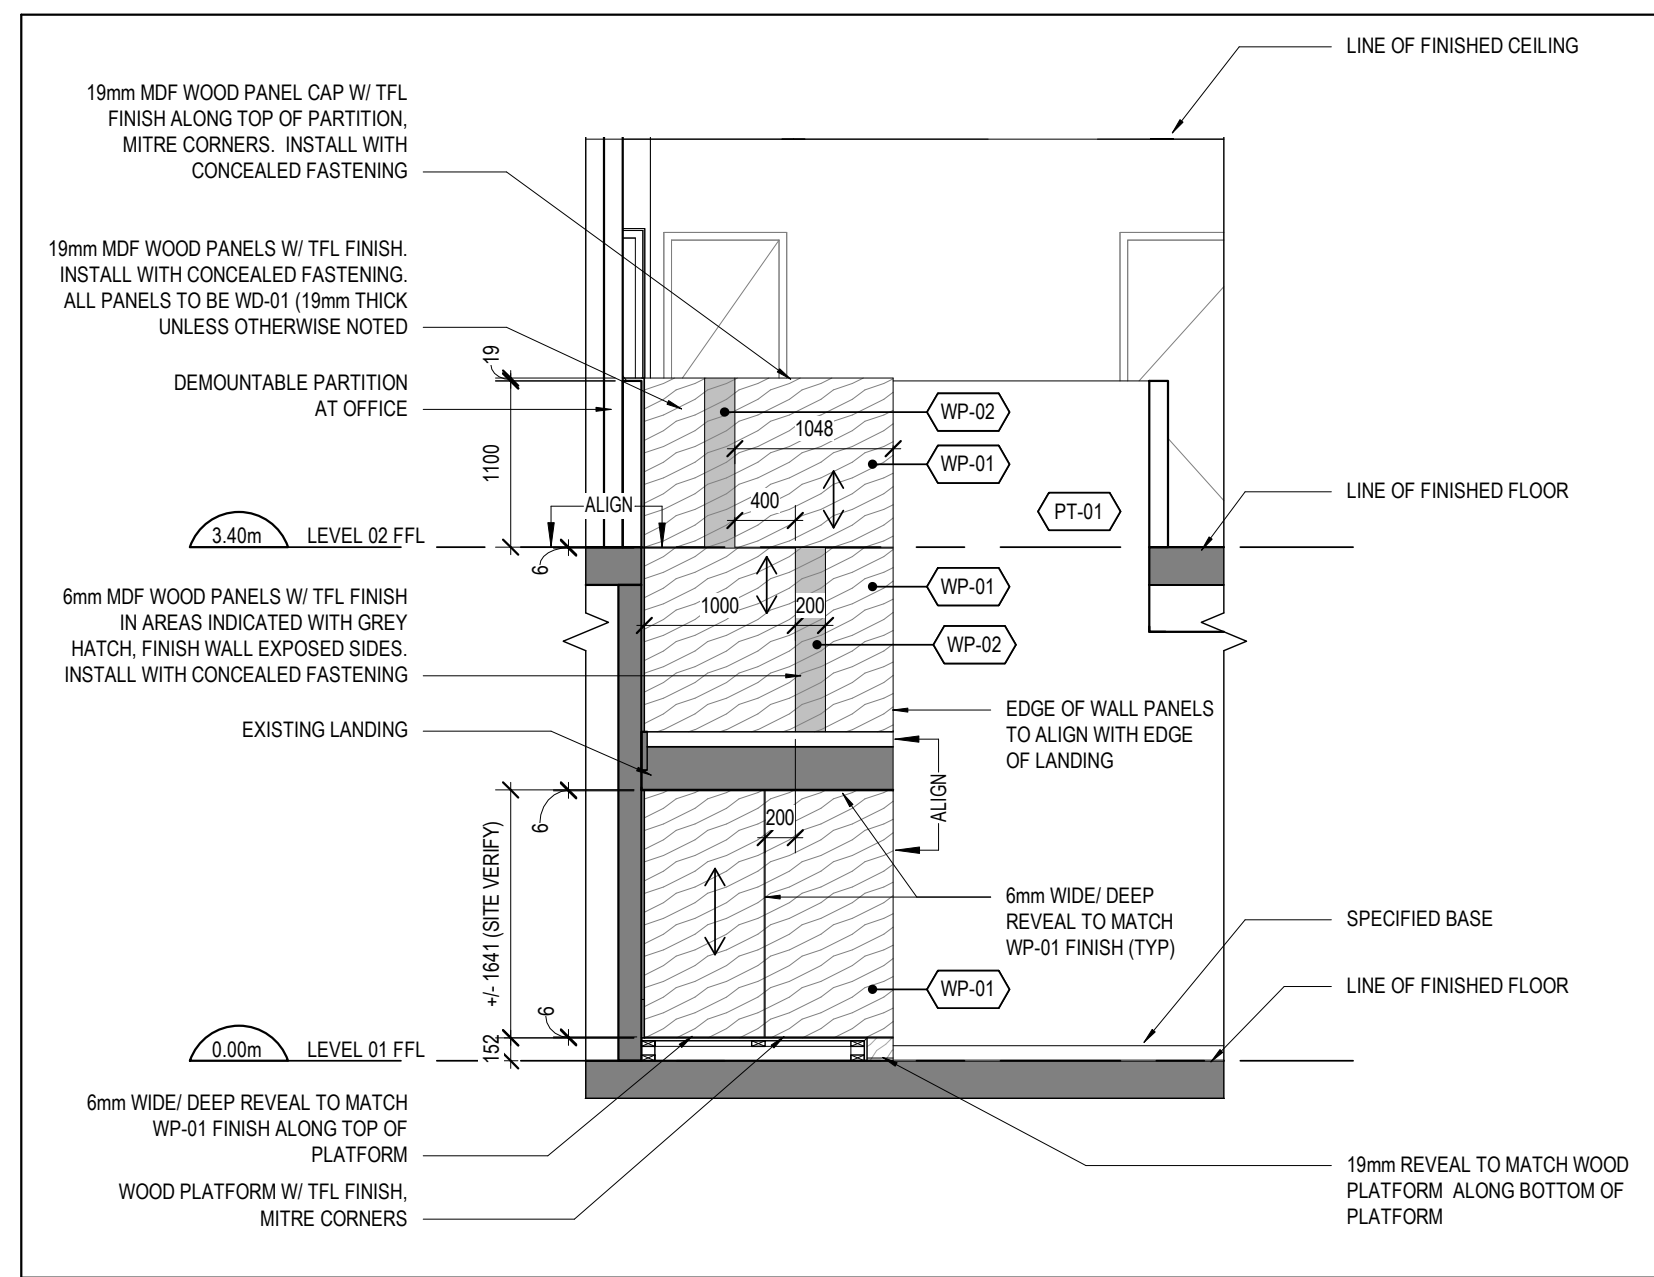 LINE OF FINISHED CEILING
19mm MDF WOOD PANEL CAP W/ TFL
FINISH ALONG TOP OF PARTITION,
MITRE CORNERS.  INSTALL WITH
CONCEALED FASTENING
19mm MDF WOOD PANELS W/ TFL FINISH.
INSTALL WITH CONCEALED FASTENING.
ALL PANELS TO BE WD-01 (19mm THICK
UNLESS OTHERWISE NOTED
19
DEMOUNTABLE PARTITION
AT OFFICE
WP-02
1048
1100
WP-01
400
ALIGN
PT-01
LINE OF FINISHED FLOOR
3.40m
LEVEL 02 FFL
6
6mm MDF WOOD PANELS W/ TFL FINISH
IN AREAS INDICATED WITH GREY
HATCH, FINISH WALL EXPOSED SIDES.
INSTALL WITH CONCEALED FASTENING
WP-01
1000
200
WP-02
EXISTING LANDING
EDGE OF WALL PANELS
TO ALIGN WITH EDGE
OF LANDING
ALIGN
6
200
+/- 1641 (SITE VERIFY)
6mm WIDE/ DEEP
REVEAL TO MATCH
WP-01 FINISH (TYP)
SPECIFIED BASE
WP-01
LINE OF FINISHED FLOOR
6
0.00m
LEVEL 01 FFL
152
6mm WIDE/ DEEP REVEAL TO MATCH
WP-01 FINISH ALONG TOP OF
PLATFORM
WOOD PLATFORM W/ TFL FINISH,
MITRE CORNERS
19mm REVEAL TO MATCH WOOD
PLATFORM  ALONG BOTTOM OF
PLATFORM